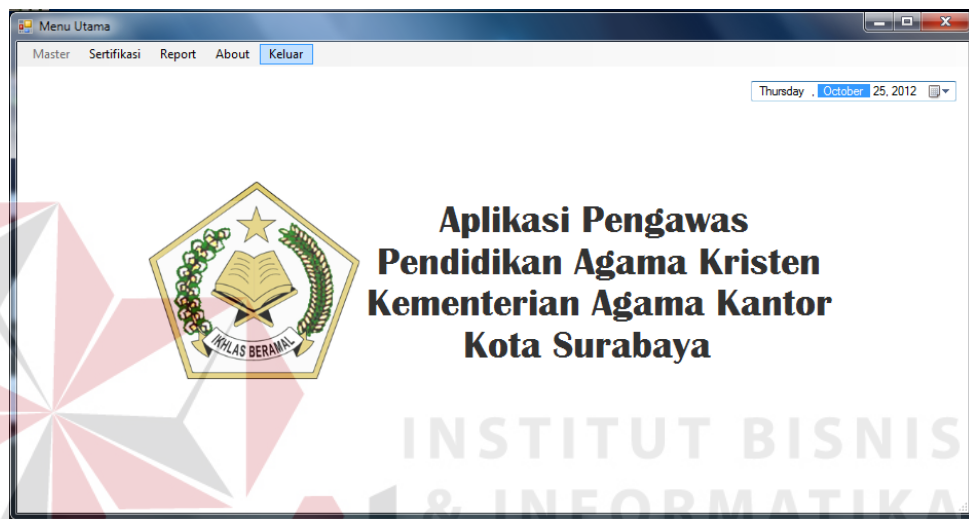 Menu Utama
Master Sertifikasi Report About Keluar
Thursday , October 25, 2012
Aplikasi Pengawas
Pendidikan Agama Kristen
Kementerian Agama Kantor
Kota Surabaya
IKHLAS BERAMAL
INSTITUT BISNIS
& INFORMATIKA